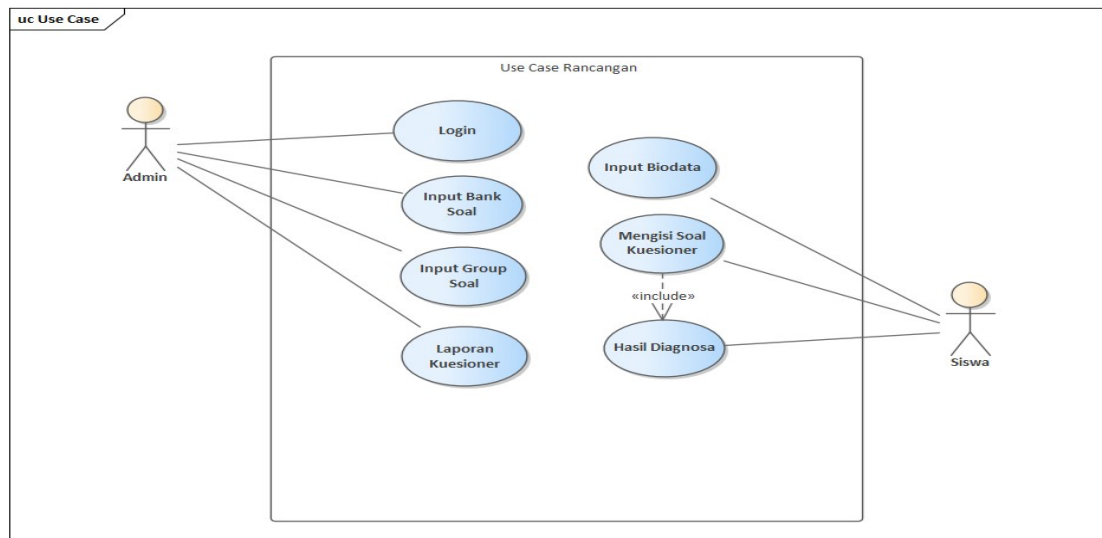 uc Use Case
Use Case Rancangan
Admin
Login
Input Bank
Soal
Input Group
Soal
Laporan
Kuesioner
Input Biodata
Mengisi Soal
Kuesioner
«include»
Hasil Diagnosa
Siswa